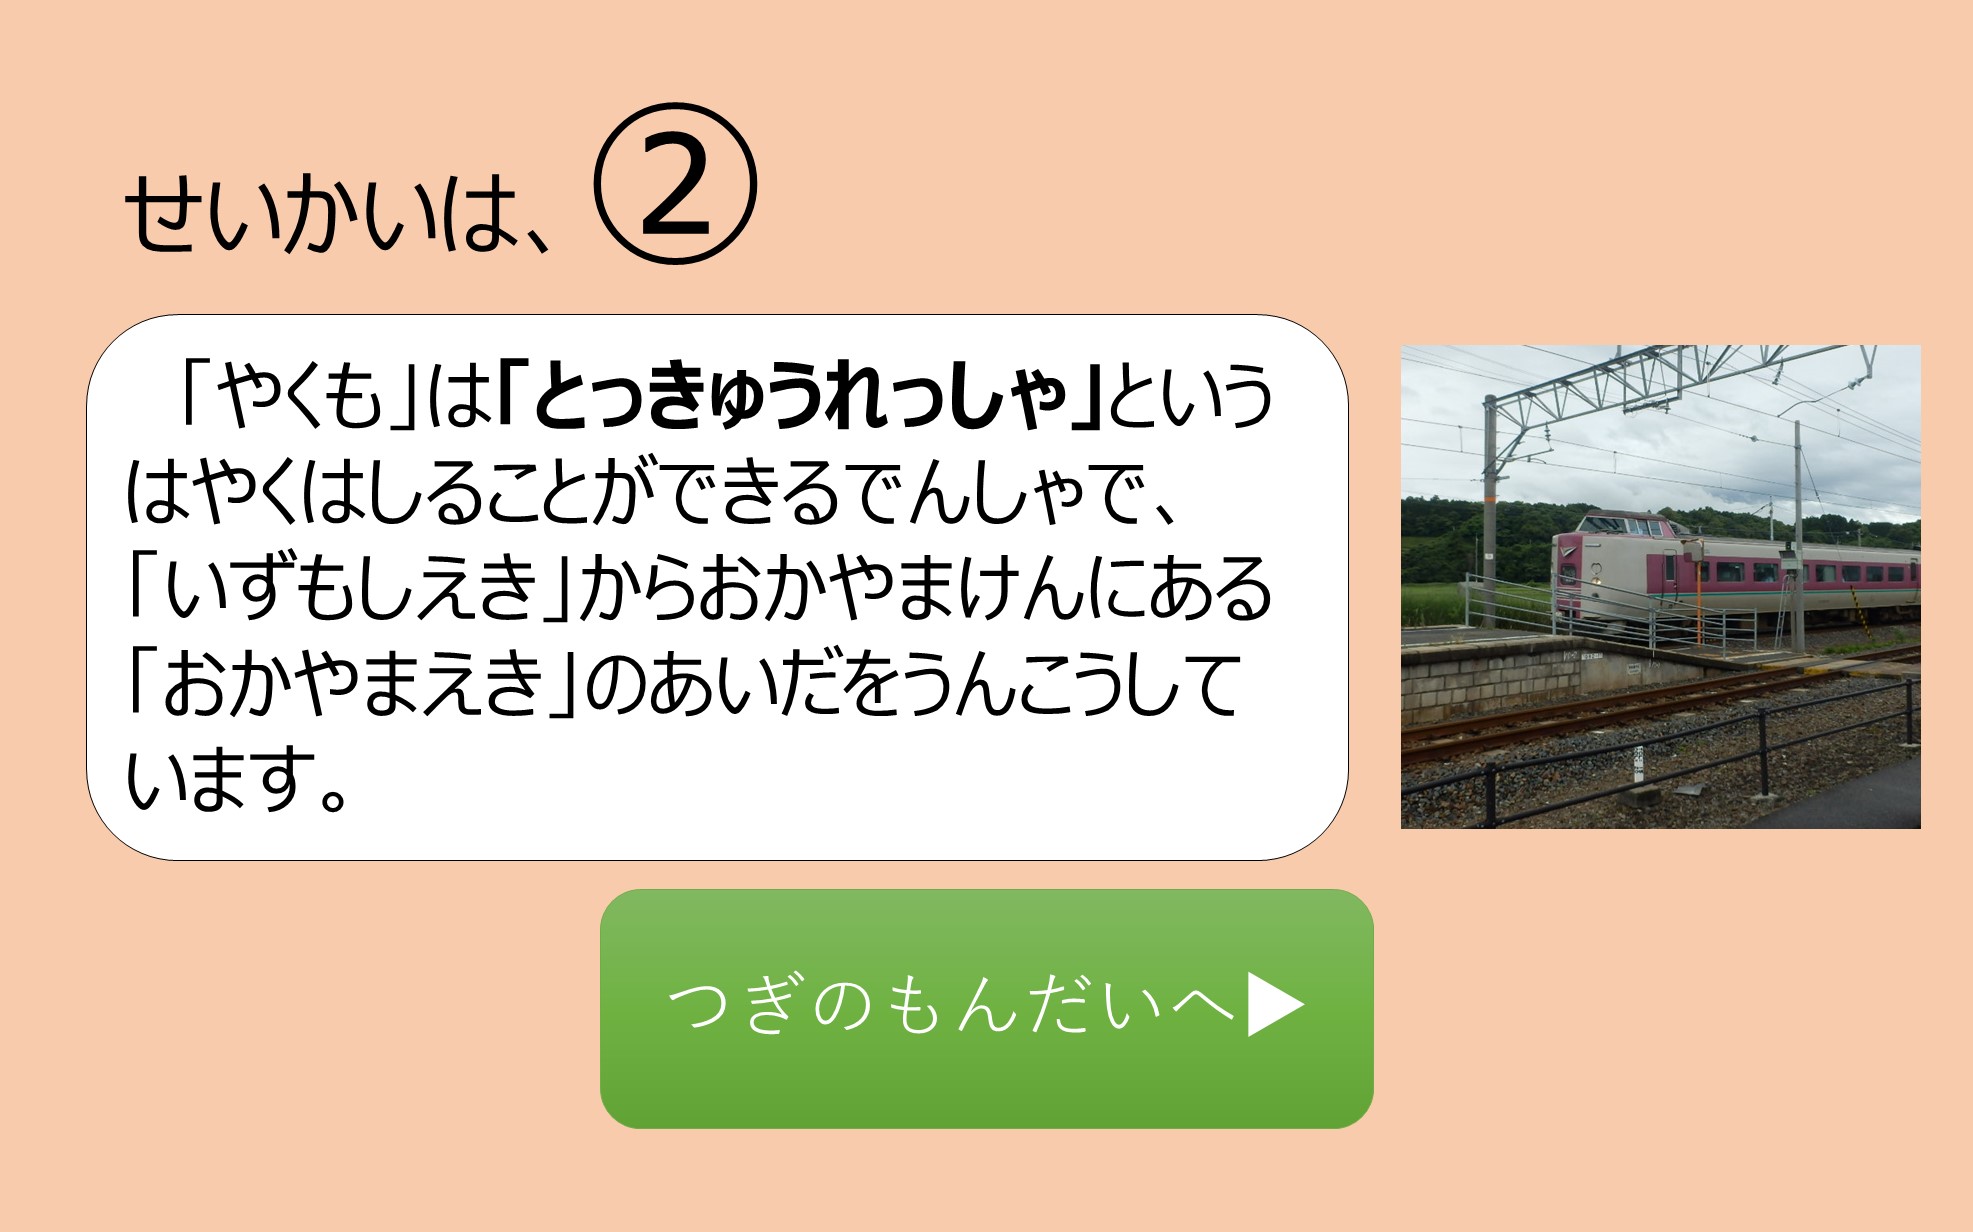 せいかいは、②
「やくも」は「とっきゅうれっしゃ」という
はやくはしることができるでんしゃで、
「いずもしえき」からおかやまけんにある
「おかやまえき」のあいだをうんこうして
います。
つぎのもんだいへ▶